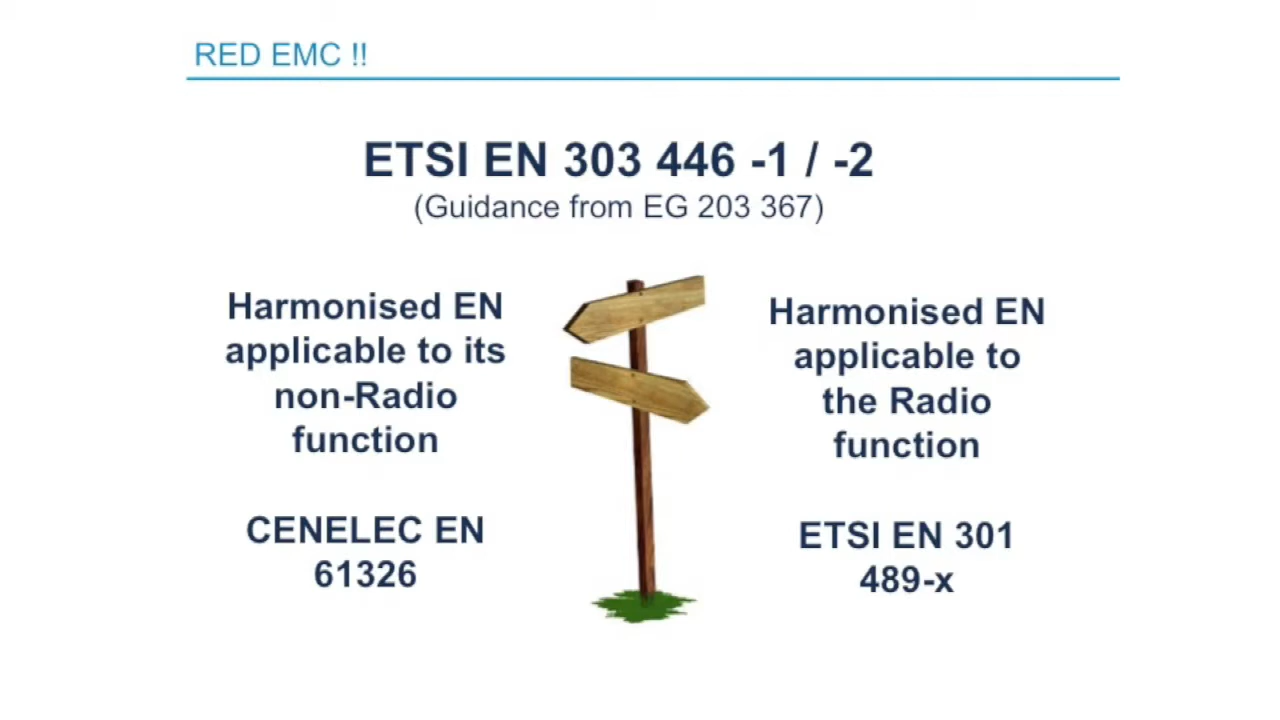 RED EMC !!
ETSI EN 303 446 -1 / -2
(Guidance from EG 203 367)
Harmonised EN
applicable to its
non-Radio
function
CENELEC EN
61326
Harmonised EN
applicable to
the Radio
function
ETSI EN 301
489-x